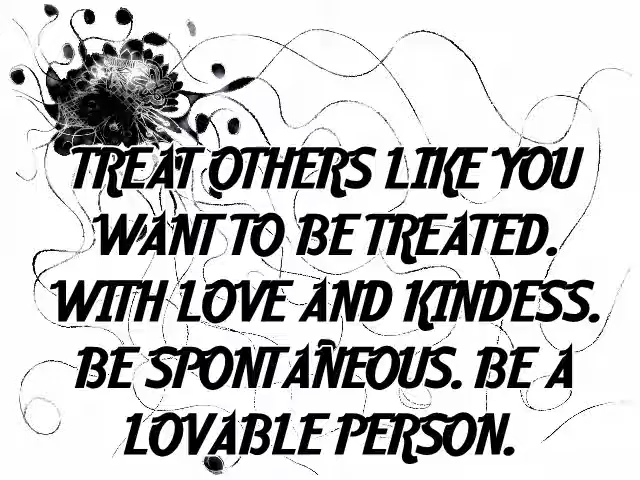 TREAT OTHERS LIKE YOU
WANT TO BE TREATED.
WITH LOVE AND KINDESS.
BE SPONTAÑEOUS. BE A
LOVABLE PERSON.